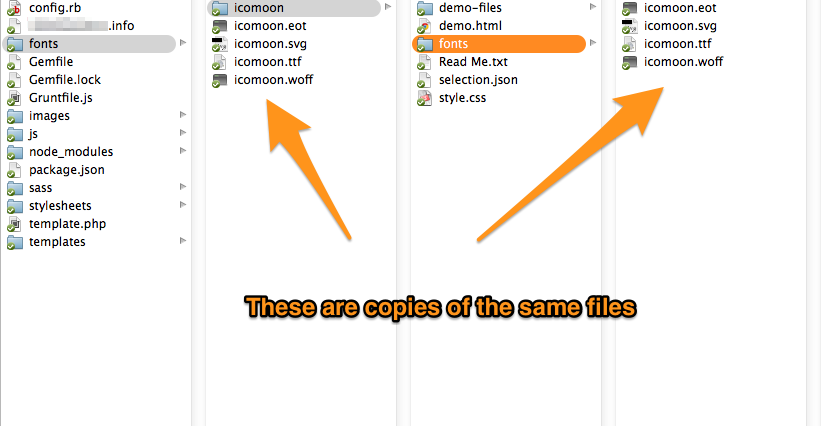 config.rb
.info
fonts
Gemfile
Gemfile.lock
Gruntfile.js
images
js
node_modules
package.json
sass
stylesheets
template.php
templates
icomoon
icomoon.eot
icomoon.svg
icomoon.ttf
icomoon.woff
demo-files
demo.html
fonts
Read Me.txt
selection.json
style.css
icomoon.eot
icomoon.svg
icomoon.ttf
icomoon.woff
These are copies of the same files